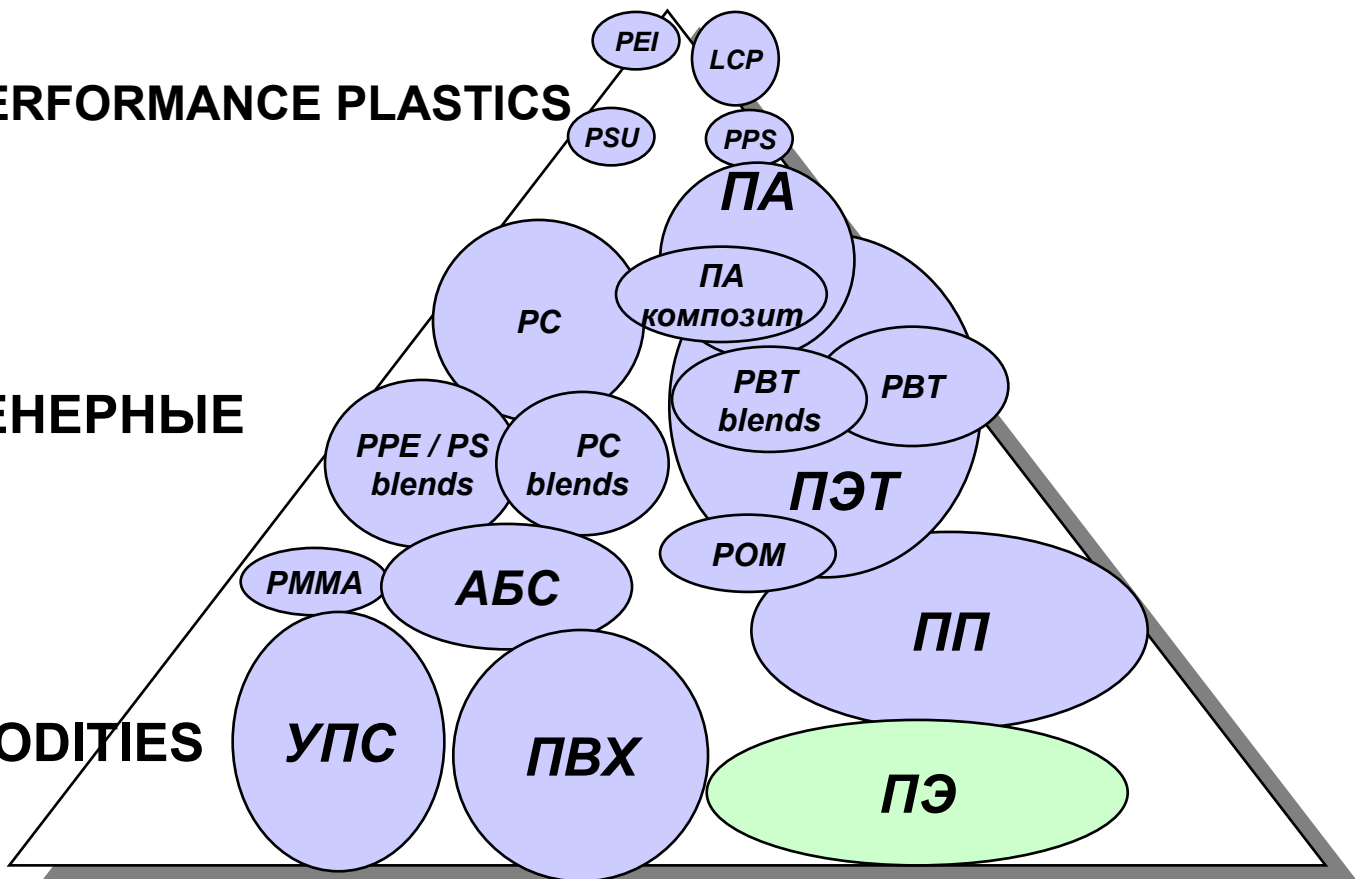 PEI
LCP
ERFORMANCE PLASTICS
PSU
PPS
ПА
ПА
композит
PC
PBT
blends
PBT
ЕНЕРНЫЕ
PPE / PS
blends
PC
blends
ПЭТ
POM
PMMA
АБС
ПП
ODITIES
УПС
ПВХ
ПЭ